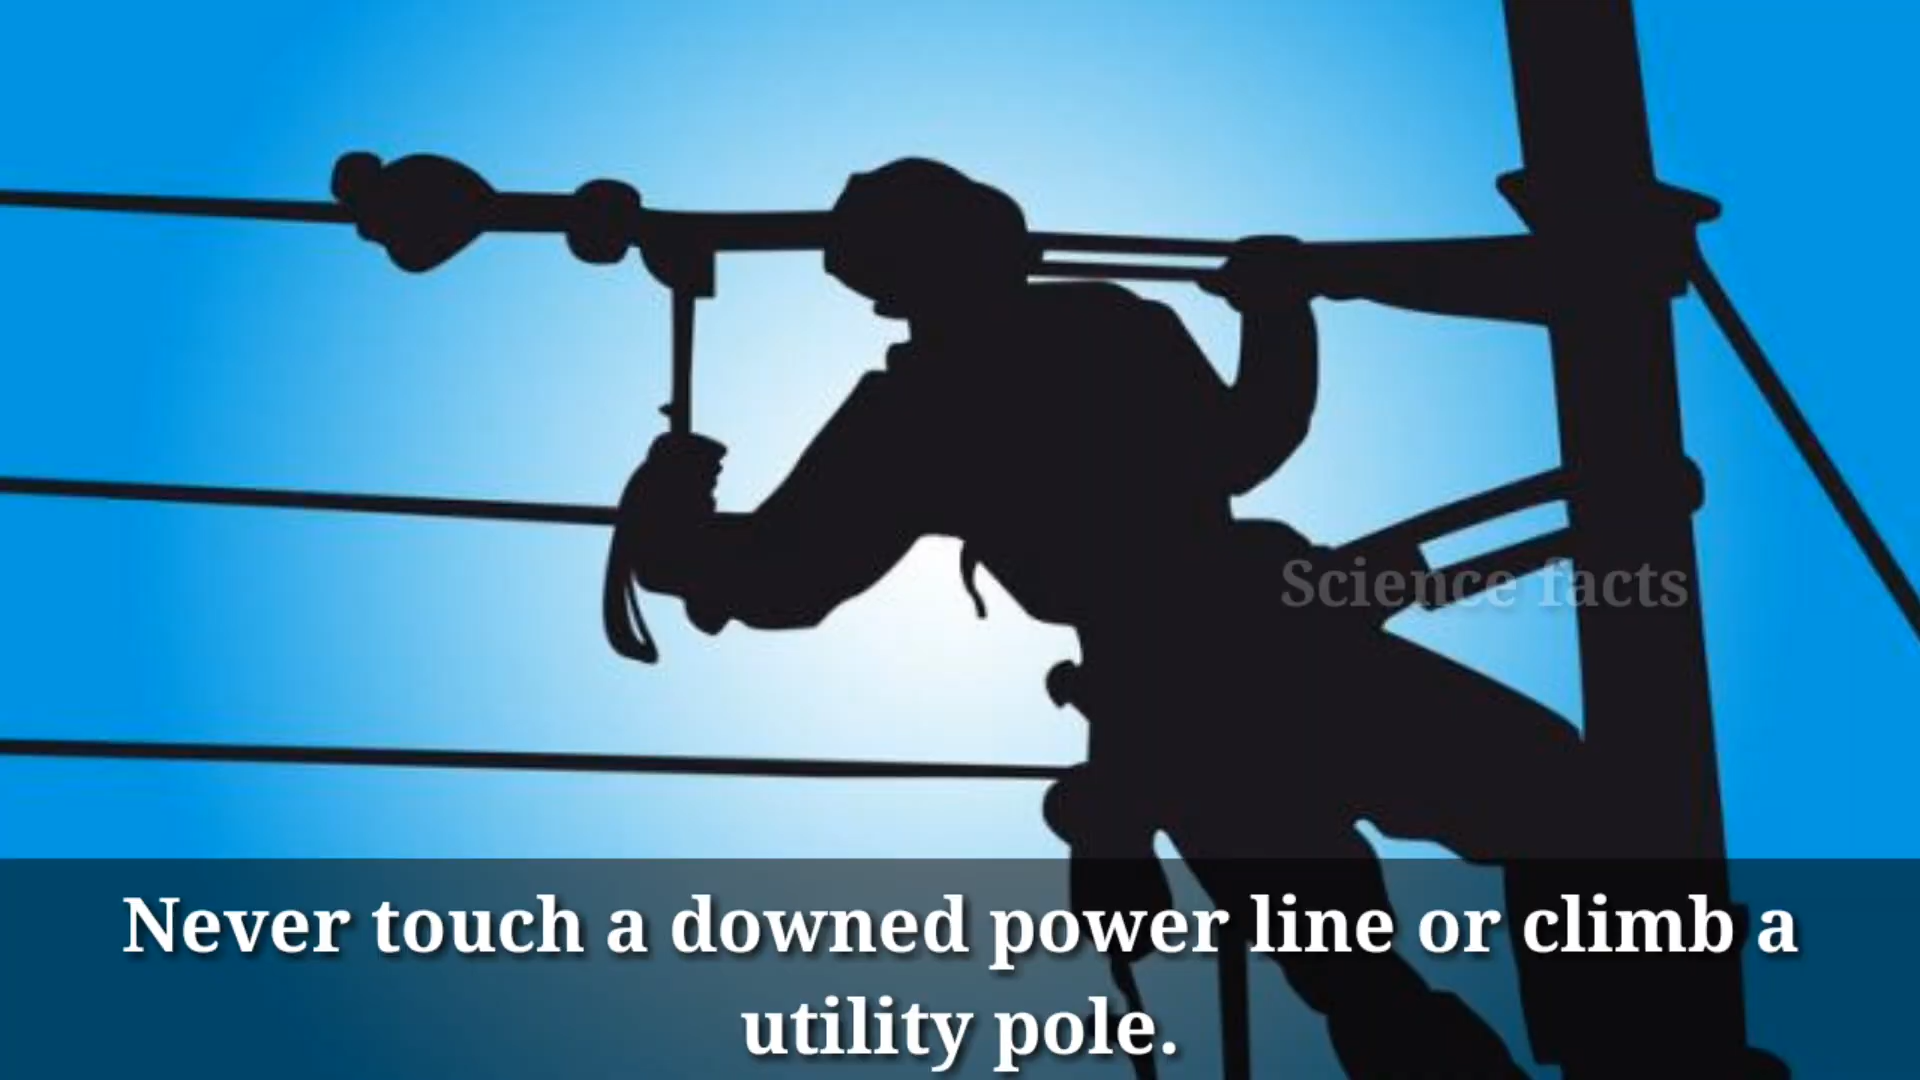 Science facts
Never touch a downed power line or climb a
utility pole.